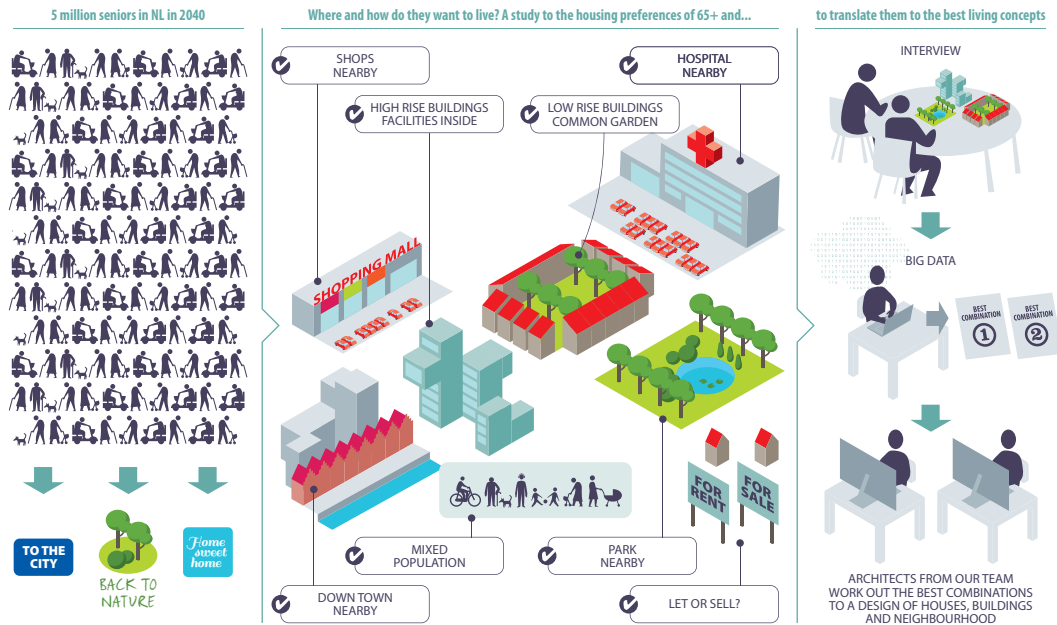 5 million seniors in NL in 2040
Where and how do they want to live? A study to the housing preferences of 65+ and...
to translate them to the best living concepts
SHOPS
NEARBY
HOSPITAL
NEARBY
HIGH RISE BUILDINGS
FACILITIES INSIDE
LOW RISE BUILDINGS
COMMON GARDEN
SHOPPING MALL
FOR
RENT
FOR
SALE
MIXED
POPULATION
PARK
NEARBY
DOWN TOWN
NEARBY
LET OR SELL?
TO THE
CITY
BACK TO
NATURE
Home
sweet
home
INTERVIEW
BIG DATA
BEST
COMBINATION
1
BEST
COMBINATION
2
ARCHITECTS FROM OUR TEAM
WORK OUT THE BEST COMBINATIONS
TO A DESIGN OF HOUSES, BUILDINGS
AND NEIGHBOURHOOD